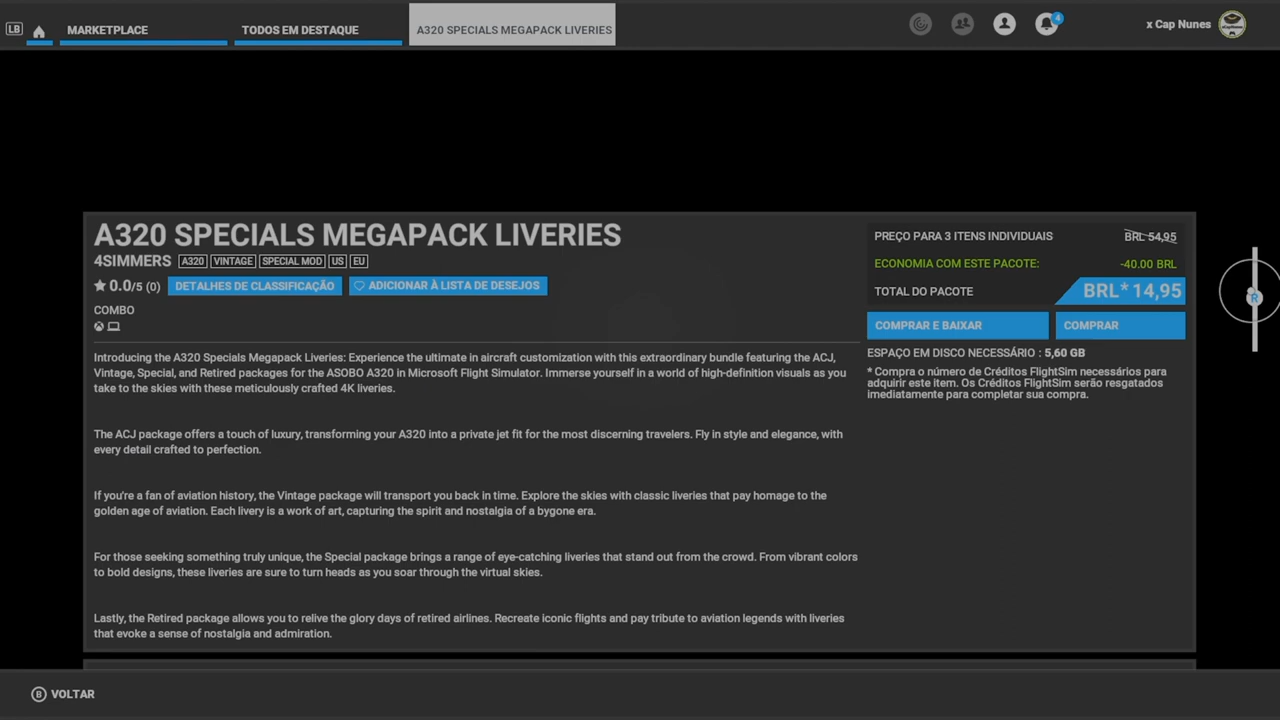 LB MARKETPLACE TODOS EM DESTAQUE A320 SPECIALS MEGAPACK LIVERIES 4 x Cap Nunes
A320 SPECIALS MEGAPACK LIVERIES
4SIMMERS A320 VINTAGE SPECIAL MOD US EU
0.0/5 (0) DETALHES DE CLASSIFICAÇÃO ADICIONAR À LISTA DE DESEJOS
COMBO
Introducing the A320 Specials Megapack Liveries: Experience the ultimate in aircraft customization with this extraordinary bundle featuring the ACJ,
Vintage, Special, and Retired packages for the ASOBO A320 in Microsoft Flight Simulator. Immerse yourself in a world of high-definition visuals as you
take to the skies with these meticulously crafted 4K liveries.
The ACJ package offers a touch of luxury, transforming your A320 into a private jet fit for the most discerning travelers. Fly in style and elegance, with
every detail crafted to perfection.
If you're a fan of aviation history, the Vintage package will transport you back in time. Explore the skies with classic liveries that pay homage to the
golden age of aviation. Each livery is a work of art, capturing the spirit and nostalgia of a bygone era.
For those seeking something truly unique, the Special package brings a range of eye-catching liveries that stand out from the crowd. From vibrant colors
to bold designs, these liveries are sure to turn heads as you soar through the virtual skies.
Lastly, the Retired package allows you to relive the glory days of retired airlines. Recreate iconic flights and pay tribute to aviation legends with liveries
that evoke a sense of nostalgia and admiration.
PREÇO PARA 3 ITENS INDIVIDUAIS BRL 54,95
ECONOMIA COM ESTE PACOTE: -40.00 BRL
TOTAL DO PACOTE BRL* 14,95
COMPRAR E BAIXAR COMPRAR
ESPAÇO EM DISCO NECESSÁRIO : 5,60 GB
* Compra o número de Créditos FlightSim necessários para
adquirir este item. Os Créditos FlightSim serão resgatados
imediatamente para completar sua compra.
R
B VOLTAR